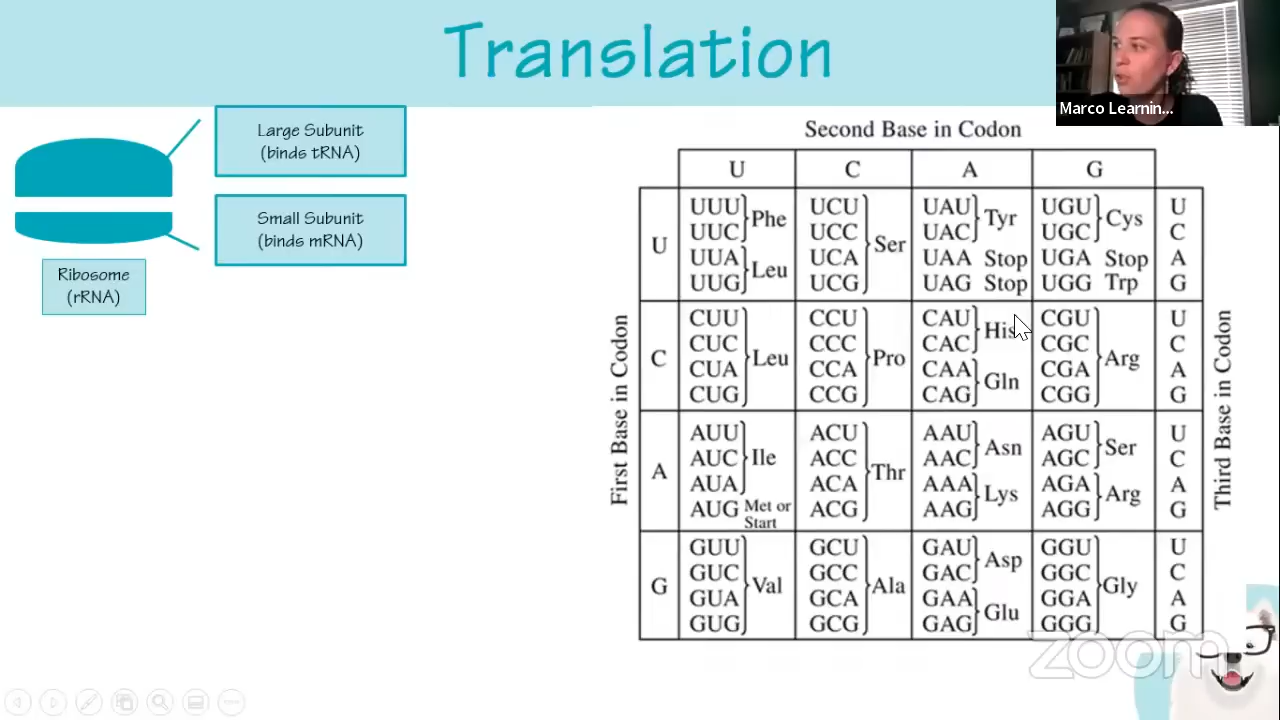 Translation
Marco Learnin...
Large Subunit
(binds tRNA)
Small Subunit
(binds mRNA)
Ribosome
(rRNA)
Second Base in Codon
U C A G
First Base in Codon
Third Base in Codon
U
UUU UCU UAU UGU U
Phe Tyr Cys
UUC UCC UAC UGC C
Ser
UUA UCA UAA Stop UGA Stop A
Leu
UUG UCG UAG Stop UGG Trp G
C
CUU CCU CAU CGU U
His
CUC CCC CAC CGC C
Leu Pro Arg
CUA CCA CAA CGA A
Gln
CUG CCG CAG CGG G
A
AUU ACU AAU AGU U
Asn Ser
AUC Ile ACC AAC AGC C
Thr
AUA ACA AAA AGA A
Lys Arg
AUG Met or Start ACG AAG AGG G
G
GUU GCU GAU GGU U
Asp
GUC GCC GAC GGC C
Val Ala Gly
GUA GCA GAA GGA A
Glu
GUG GCG GAG GGG G
zoom